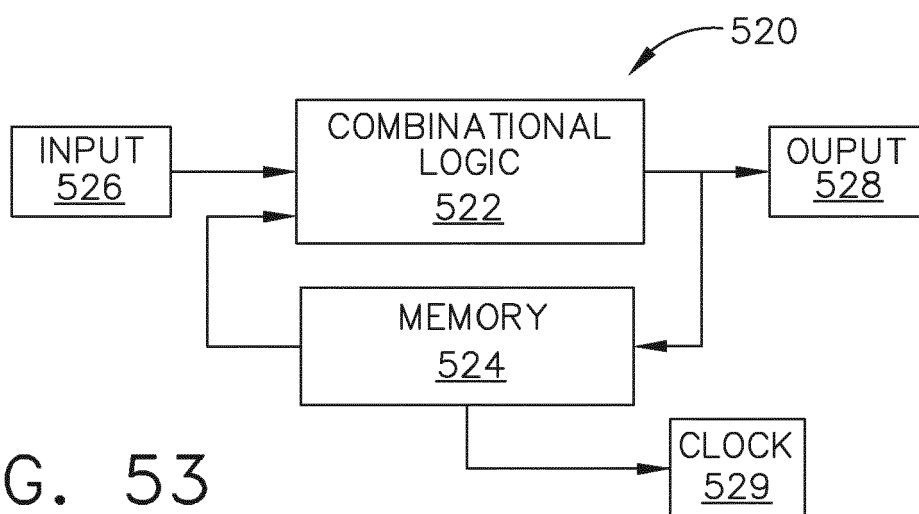 520
COMBINATIONAL
LOGIC
522
INPUT
526
OUPUT
528
MEMORY
524
CLOCK
529
G. 53